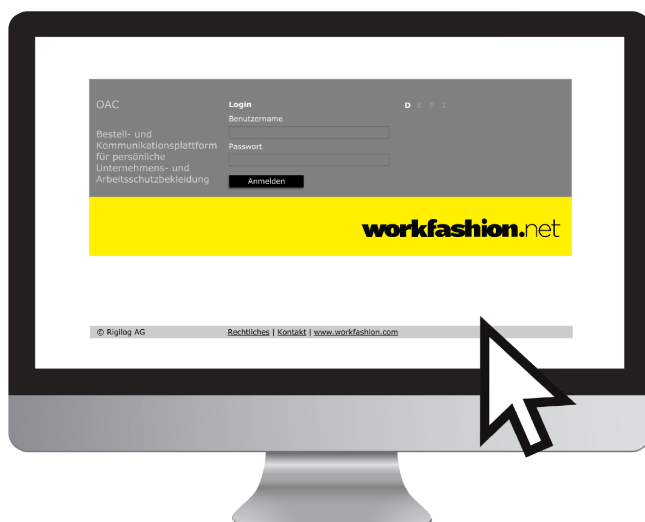 OAC
Bestell- und
Kommunikationsplattform
für persönliche
Unternehmens- und
Arbeitsschutzbekleidung
Login
Benutzername
Passwort
Anmelden
D E F I
workfashion.net
© Rigilog AG
Rechtliches | Kontakt | www.workfashion.com